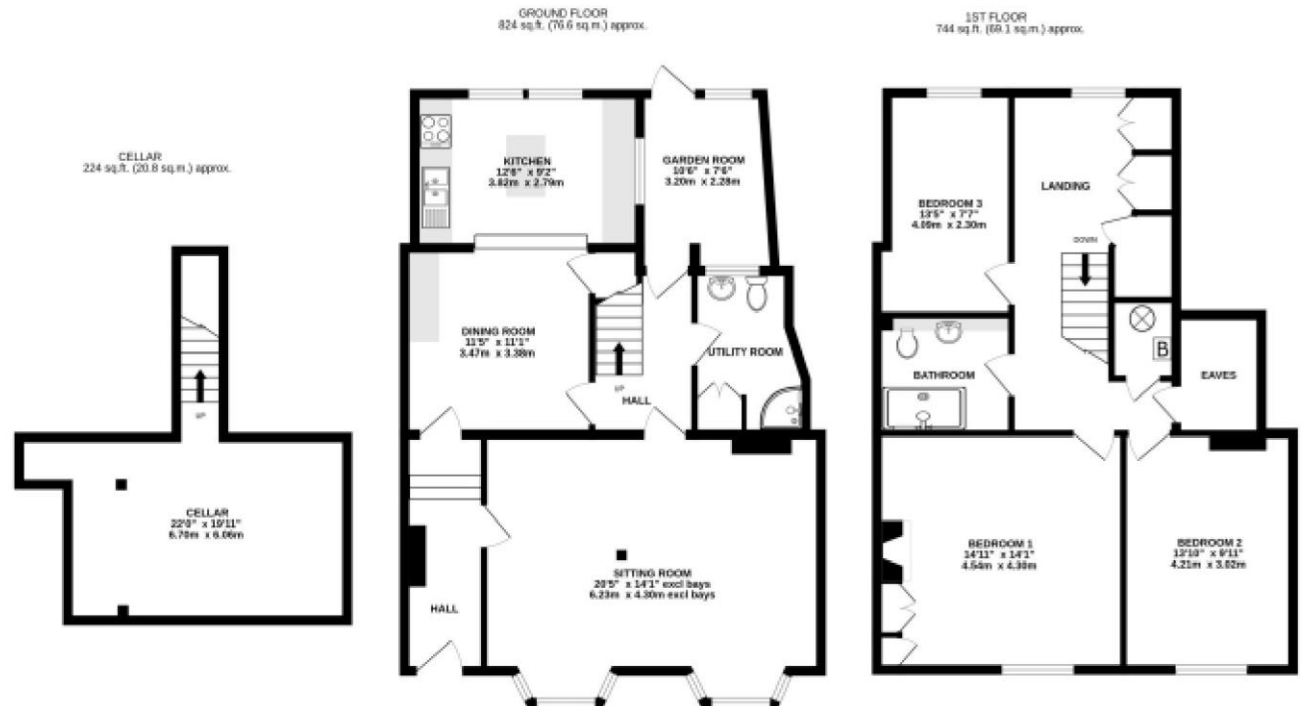 CELLAR
224 sq.ft. (20.8 sq.m.) approx.
CELLAR
22'0" x 19'11"
6.70m x 6.06m
UP
GROUND FLOOR
824 sq.ft. (76.6 sq.m.) approx.
KITCHEN
12'6" x 9'2"
3.82m x 2.79m
GARDEN ROOM
10'6" x 7'6"
3.20m x 2.28m
DINING ROOM
11'5" x 11'1"
3.47m x 3.38m
UP
HALL
UTILITY ROOM
SITTING ROOM
20'5" x 14'1" excl bays
6.23m x 4.30m excl bays
HALL
1ST FLOOR
744 sq.ft. (69.1 sq.m.) approx.
BEDROOM 3
13'5" x 7'7"
4.09m x 2.30m
LANDING
DOWN
BATHROOM
B
EAVES
BEDROOM 1
14'11" x 14'1"
4.54m x 4.30m
BEDROOM 2
13'10" x 9'11"
4.21m x 3.02m